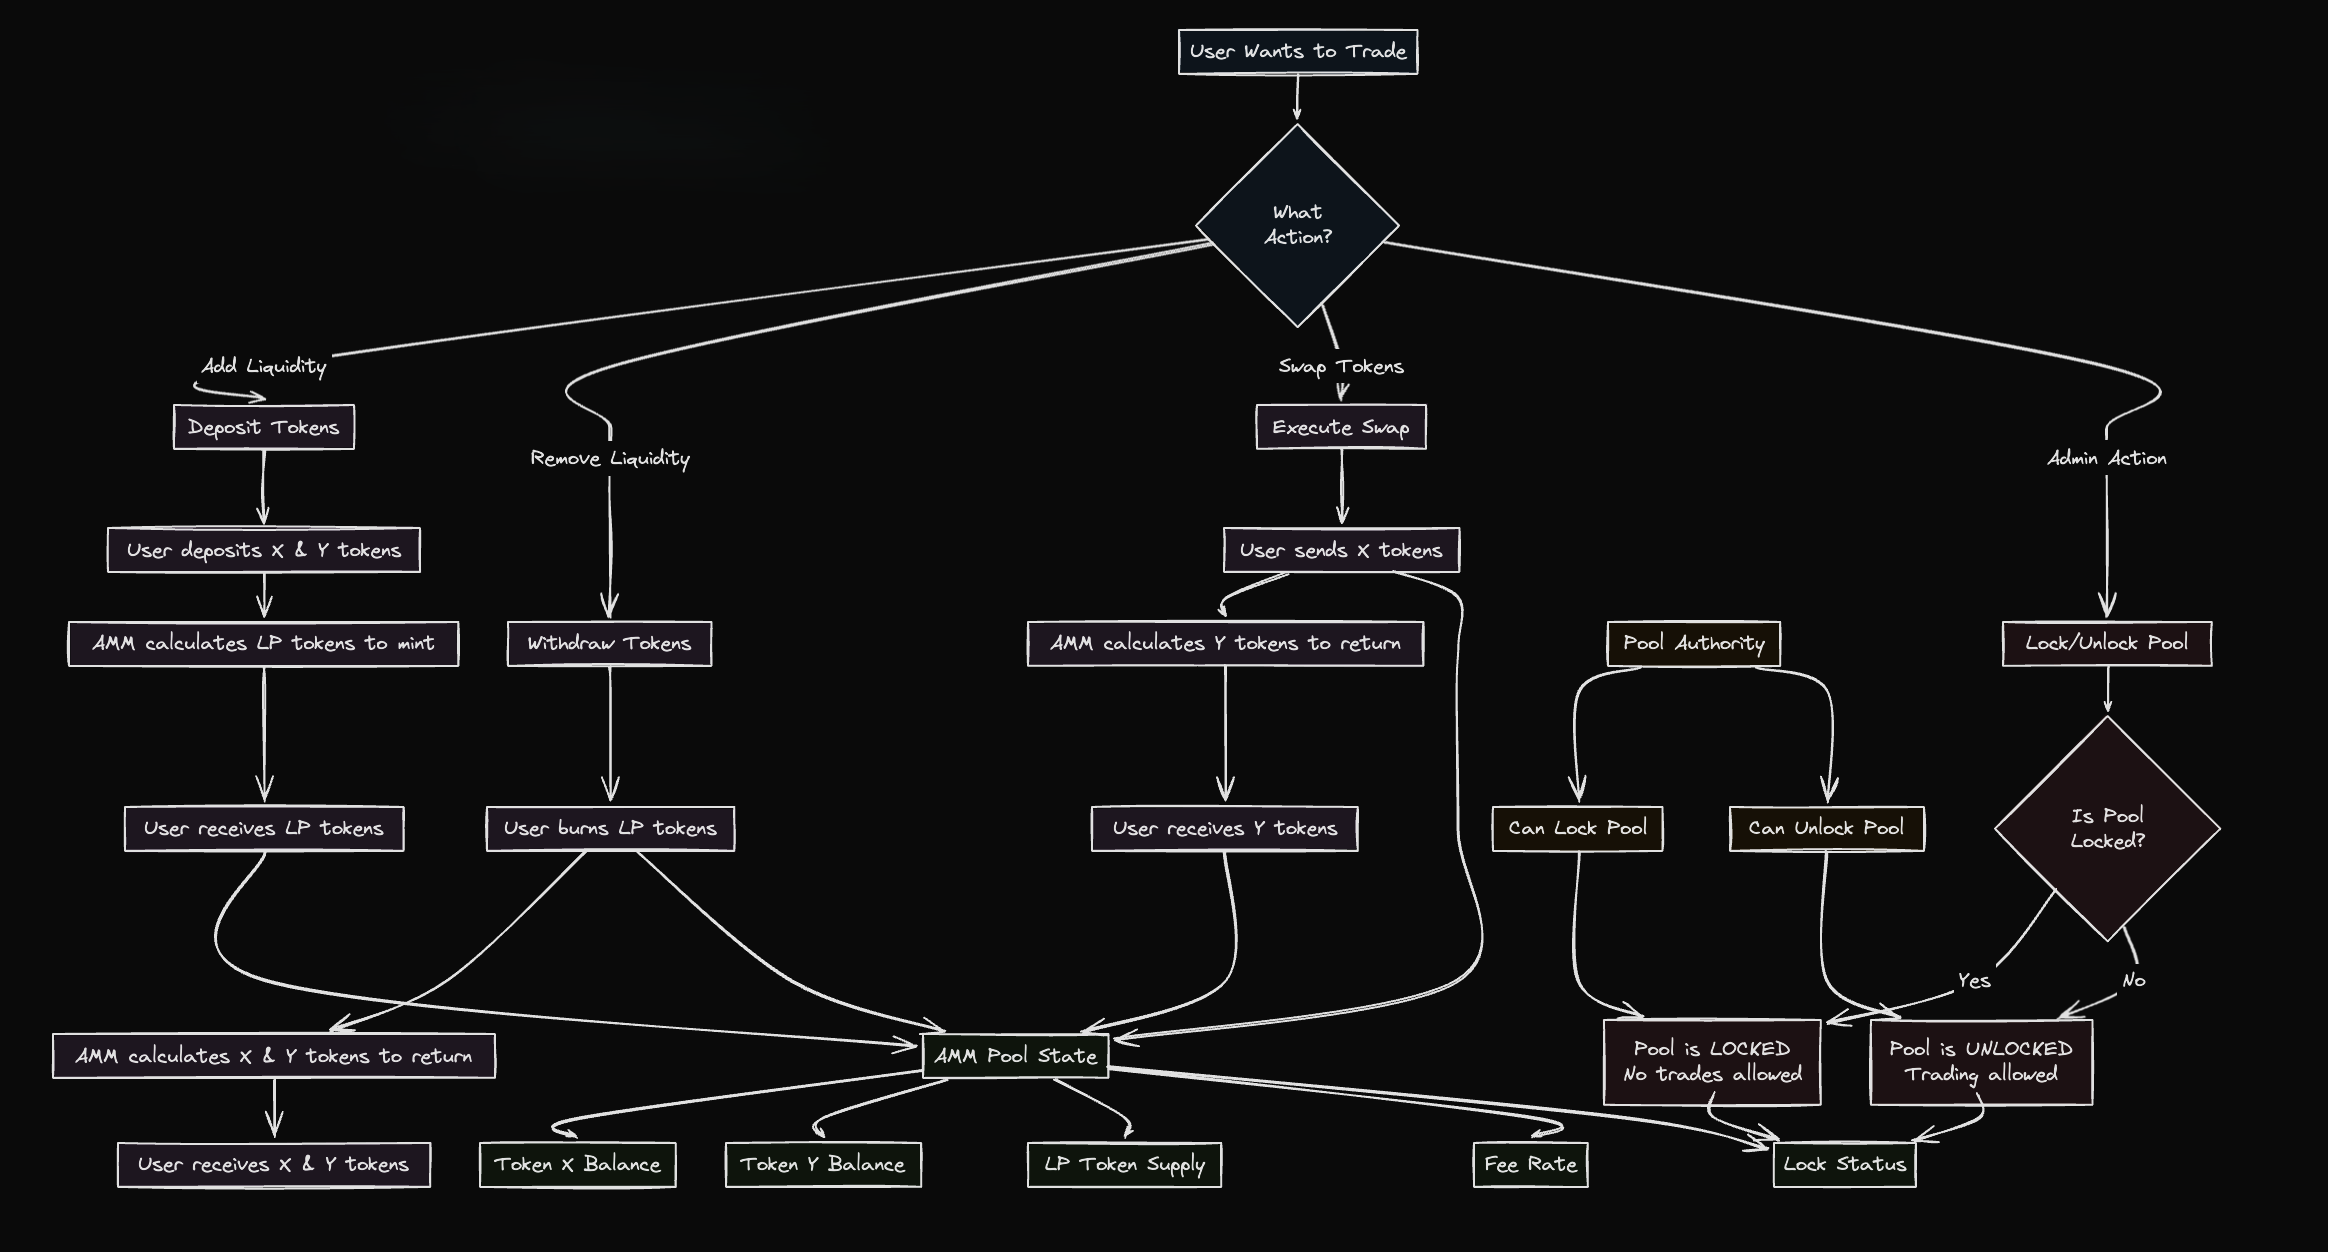 User Wants to Trade
What
Action?
Add Liquidity
Swap Tokens
Deposit Tokens
Execute Swap
Remove Liquidity
Admin Action
User deposits X & Y tokens
User sends X tokens
AMM calculates LP tokens to mint
Withdraw Tokens
AMM calculates Y tokens to return
Pool Authority
Lock/Unlock Pool
User receives LP tokens
User burns LP tokens
User receives Y tokens
Can Lock Pool
Can Unlock Pool
Is Pool
Locked?
Yes
No
AMM calculates X & Y tokens to return
AMM Pool State
Pool is LOCKED
No trades allowed
Pool is UNLOCKED
Trading allowed
User receives X & Y tokens
Token X Balance
Token Y Balance
LP Token Supply
Fee Rate
Lock Status